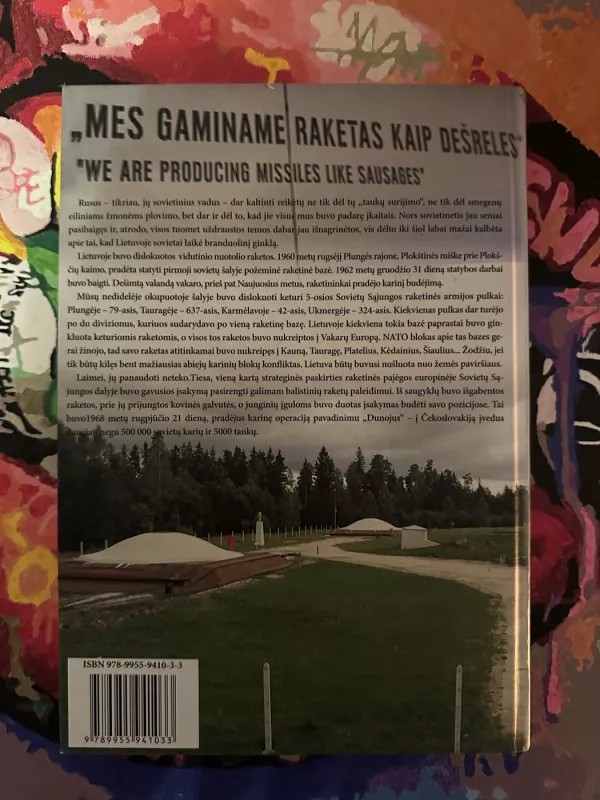 „MES GAMINAME RAKETAS KAIP DEŠRELES“
"WE ARE PRODUCING MISSILES LIKE SAUSAGES"
Rusus – tikriau, jų sovietinius vadus – dar kaltinti reikėtų ne tik dėl tų „taukų surijimo”, ne tik dėl smegenų
ciliniams žmonėms plovimo, bet dar ir dėl to, kad jie visus mus buvo padarę įkaitais. Nors sovietmetis jau seniai
pasibaigęs ir, atrodo, visos tuomet uždraustos temos dabar jau išnagrinėtos, vis dėlto iki šiol labai mažai kalbėta
apie tai, kad Lietuvoje sovietai laikė branduolinį ginklą.
Lietuvoje buvo dislokuotos vidutinio nuotolio raketos. 1960 metų rugsėjį Plungės rajone, Plokštinės miške prie Plokš-
čių kaimo, pradėta statyti pirmoji sovietų šalyje požeminė raketinė bazė. 1962 metų gruodžio 31 dieną statybos darbai
buvo baigti. Dešimtą valandą vakaro, prieš pat Naujuosius metus, raketininkai pradėjo karinį budėjimą.
Mūsų nedidelėje okupuotoje šalyje buvo dislokuoti keturi 5-osios Sovietų Sąjungos raketinės armijos pulkai:
Plungėje – 79-asis, Tauragėje – 637-asis, Karmėlavoje – 42-asis, Ukmergėje – 324-asis. Kiekvienas pulkas dar turėjo
po du divizionus, kuriuos sudarydavo po vieną raketinę bazę. Lietuvoje kiekviena tokia bazė paprastai buvo gin-
kluota keturiomis raketomis, o visos tos raketos buvo nukreiptos į Vakarų Europą. NATO blokas apie tas bazes ge-
rai žinojo, tad savo raketas atitinkamai buvo nukreipęs į Kauną, Tauragę, Platelius, Kėdainius, Šiaulius... Žodžiu, jei
tik būtų kilęs bent mažiausias abiejų karinių blokų konfliktas, Lietuva būtų buvusi nušluota nuo žemės paviršiaus.
Laimei, jų panaudoti neteko.Tiesa, vieną kartą strateginės paskirties raketinės pajėgos europinėje Sovietų Są-
jungos dalyje buvo gavusios įsakymą pasirengti galimam balistinių raketų paleidimui. Iš saugyklų buvo išgabentos
raketos, prie jų prijungtos kovinės galvutės, o junginių įguloms buvo duotas įsakymas budėti savo pozicijose. Tai
buvo1968 metų rugpjūčio 21 dieną, pradėjus karinę operaciją pavadinimu „Dunojus” – į Čekoslovakiją įvedus
daugiau negu 500 000 sovietų karių ir 5000 tankų.
ISBN 978-9955-9410-3-3
9 789955 941033